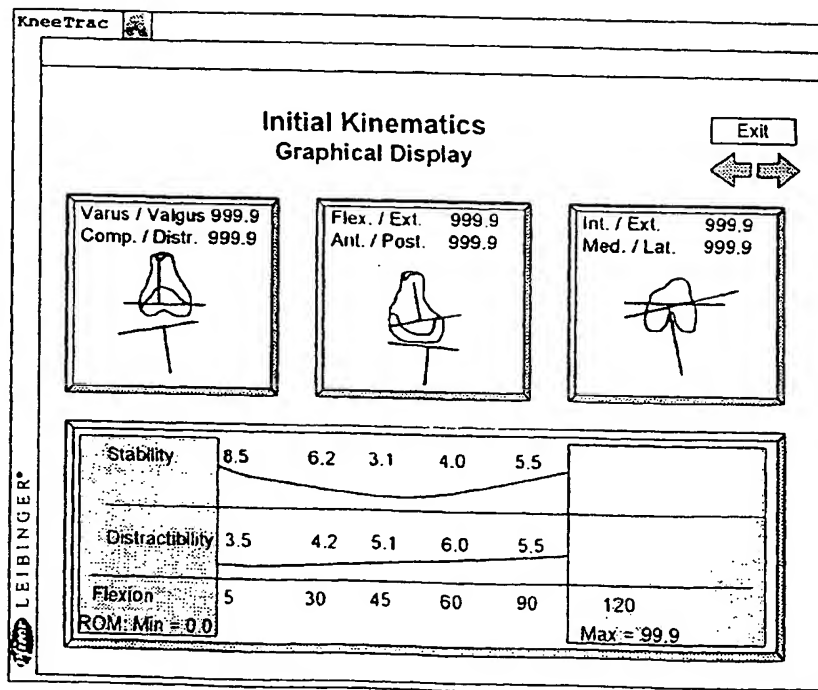 KneeTrac
Initial Kinematics
Graphical Display
Exit
Varus / Valgus 999.9
Comp. / Distr. 999.9
Flex. / Ext. 999.9
Ant. / Post. 999.9
Int. / Ext. 999.9
Med. / Lat. 999.9
Stability 8.5 6.2 3.1 4.0 5.5
Distractibility 3.5 4.2 5.1 6.0 5.5
Flexion 5 30 45 60 90 120
ROM: Min = 0.0 Max = 99.9
LEIBINGER®